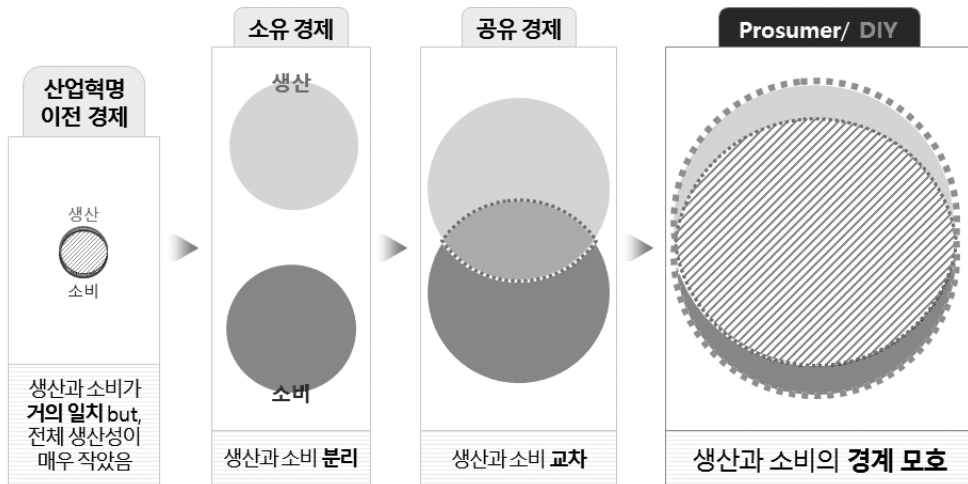 산업혁명
이전 경제
생산
소비
생산과 소비가
거의 일치 but,
전체 생산성이
매우 작았음
소유 경제
생산
소비
생산과 소비 분리
공유 경제
생산과 소비 교차
Prosumer/ DIY
생산과 소비의 경계 모호